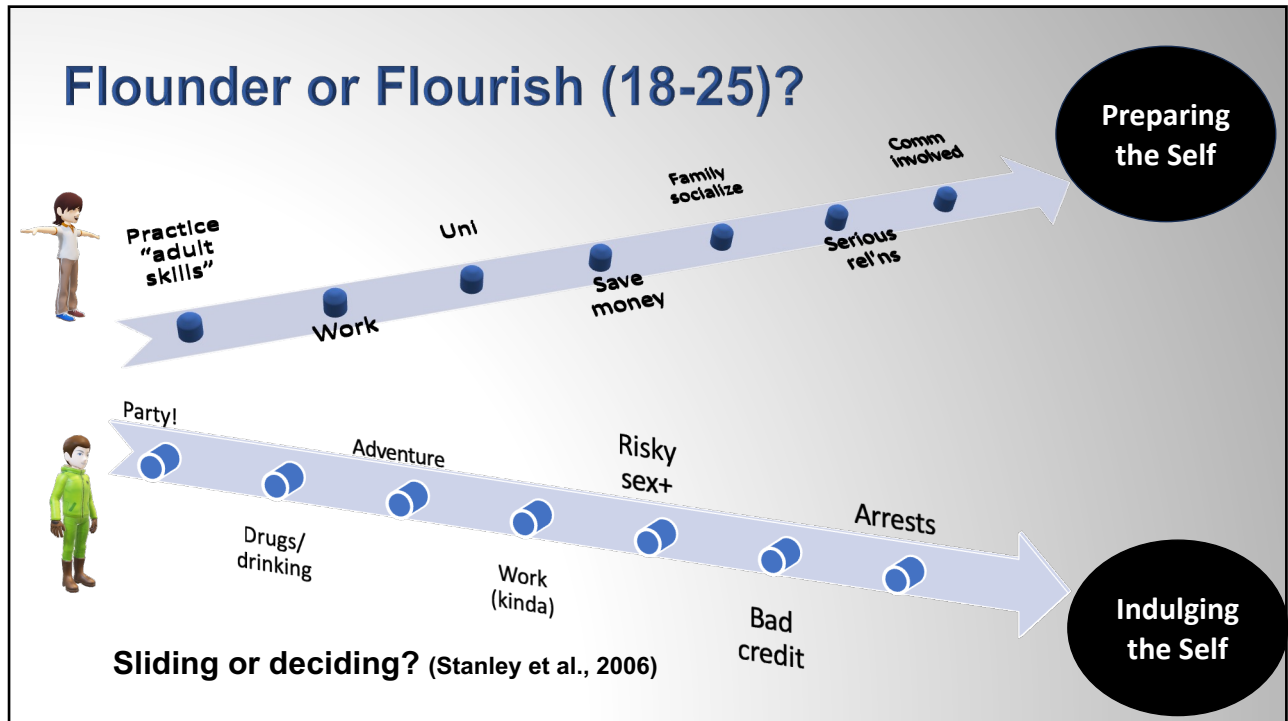 Flounder or Flourish (18-25)?
Preparing
the Self
Practice
“adult
skills”
Work
Uni
Save
money
Family
socialize
Serious
rel’ns
Comm
involved
Party!
Drugs/
drinking
Adventure
Work
(kinda)
Risky
sex+
Bad
credit
Arrests
Indulging
the Self
Sliding or deciding? (Stanley et al., 2006)